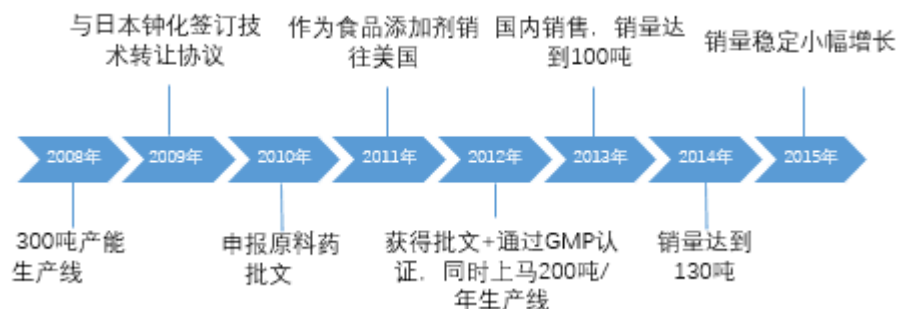 与日本钟化签订技
术转让协议
作为食品添加剂销
往美国
国内销售，销量达
到100吨
销量稳定小幅增长
2008年
2009年
2010年
2011年
2012年
2013年
2014年
2015年
300吨产能
生产线
申报原料药
批文
获得批文+通过GMP认
证，同时上马200吨/
年生产线
销量达到
130吨